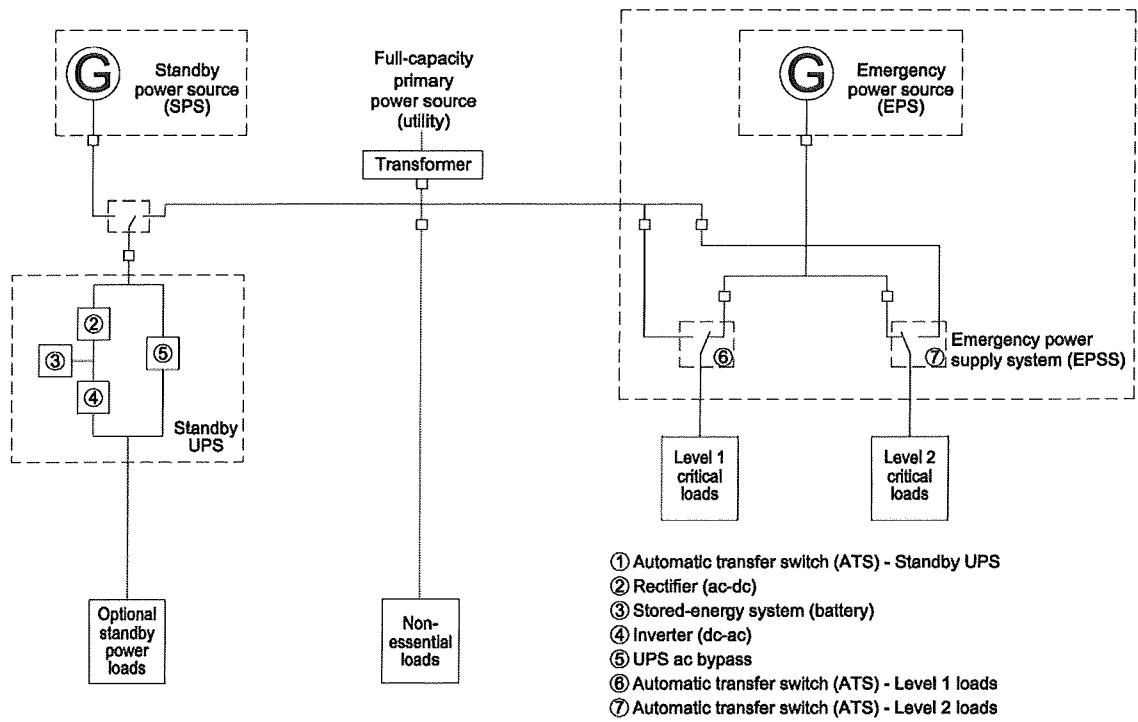 G
Standby
power source
(SPS)
Full-capacity
primary
power source
(utility)
Transformer
G
Emergency
power source
(EPS)
②
③
④
⑤
Standby
UPS
⑥
⑦
Emergency power
supply system (EPSS)
Level 1
critical
loads
Level 2
critical
loads
Optional
standby
power
loads
Non-
essential
loads
① Automatic transfer switch (ATS) - Standby UPS
② Rectifier (ac-dc)
③ Stored-energy system (battery)
④ Inverter (dc-ac)
⑤ UPS ac bypass
⑥ Automatic transfer switch (ATS) - Level 1 loads
⑦ Automatic transfer switch (ATS) - Level 2 loads